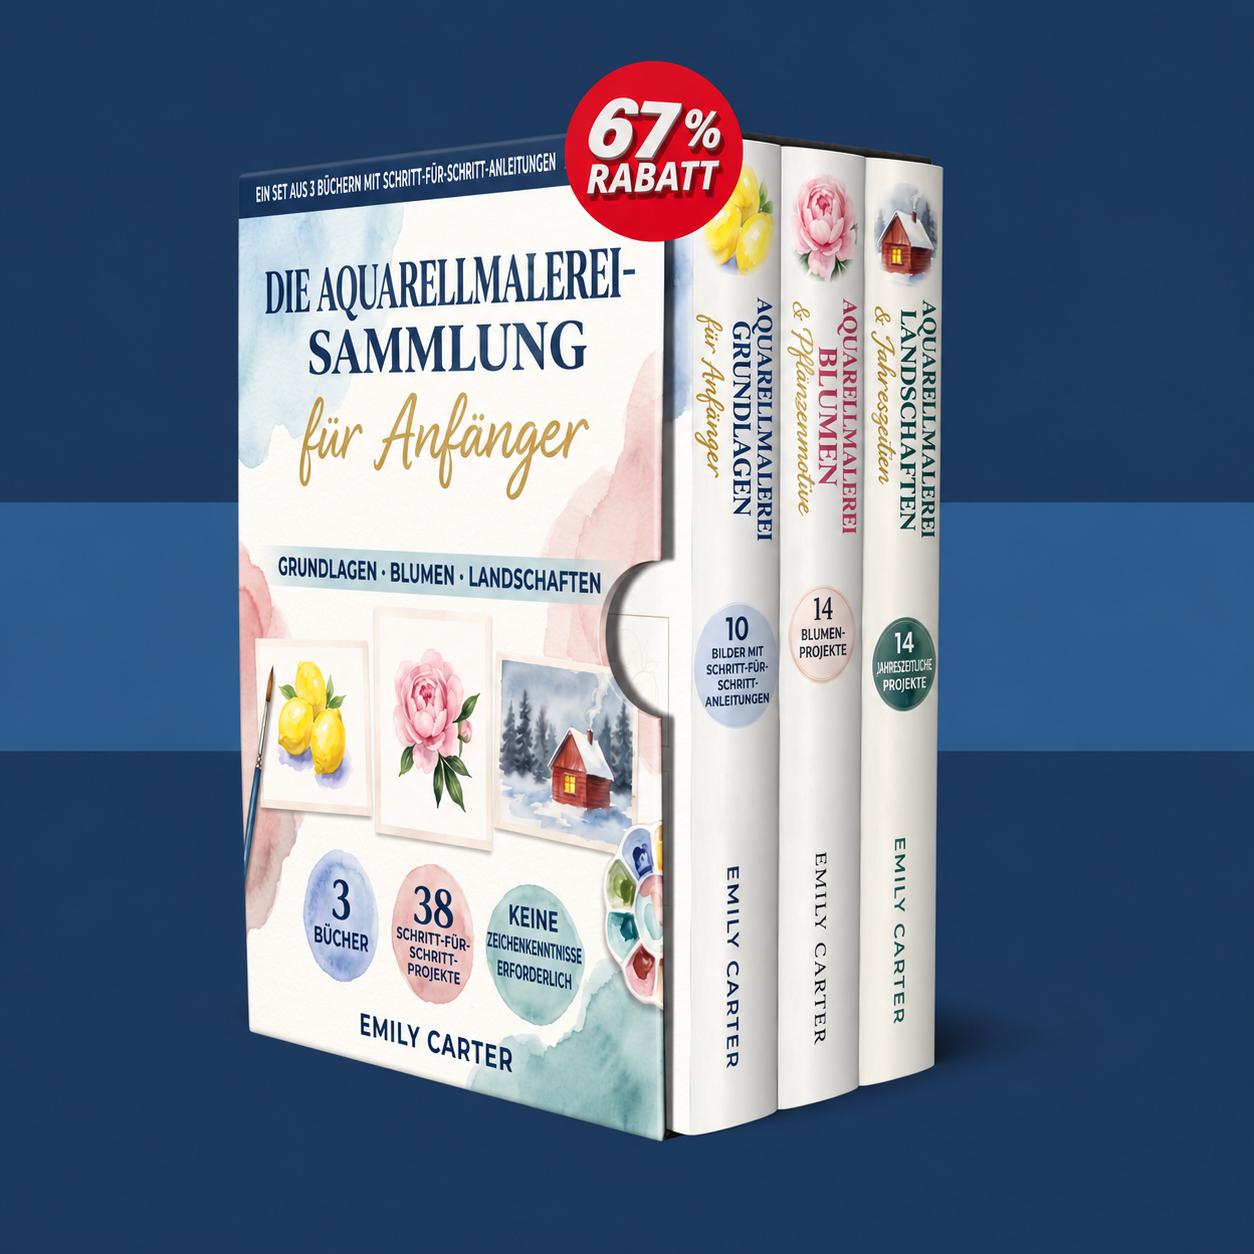 67%
RABATT
EIN SET AUS 3 BÜCHERN MIT SCHRITT-FÜR-SCHRITT-ANLEITUNGEN
DIE AQUARELLMALEREI-
SAMMLUNG
für Anfänger
GRUNDLAGEN · BLUMEN · LANDSCHAFTEN
3
BÜCHER
38
SCHRITT-FÜR-
SCHRITT-
PROJEKTE
KEINE
ZEICHENKENNTNISSE
ERFORDERLICH
EMILY CARTER
AQUARELLMALEREI
GRUNDLAGEN
für Anfänger
10
BILDER MIT
SCHRITT-FÜR-
SCHRITT-
ANLEITUNGEN
EMILY CARTER
AQUARELLMALEREI
BLUMEN
& Pflänzenmotive
14
BLUMEN-
PROJEKTE
EMILY CARTER
AQUARELLMALEREI
LANDSCHAFTEN
& Jahreszeitien
14
JAHRESZEITLICHE
PROJEKTE
EMILY CARTER